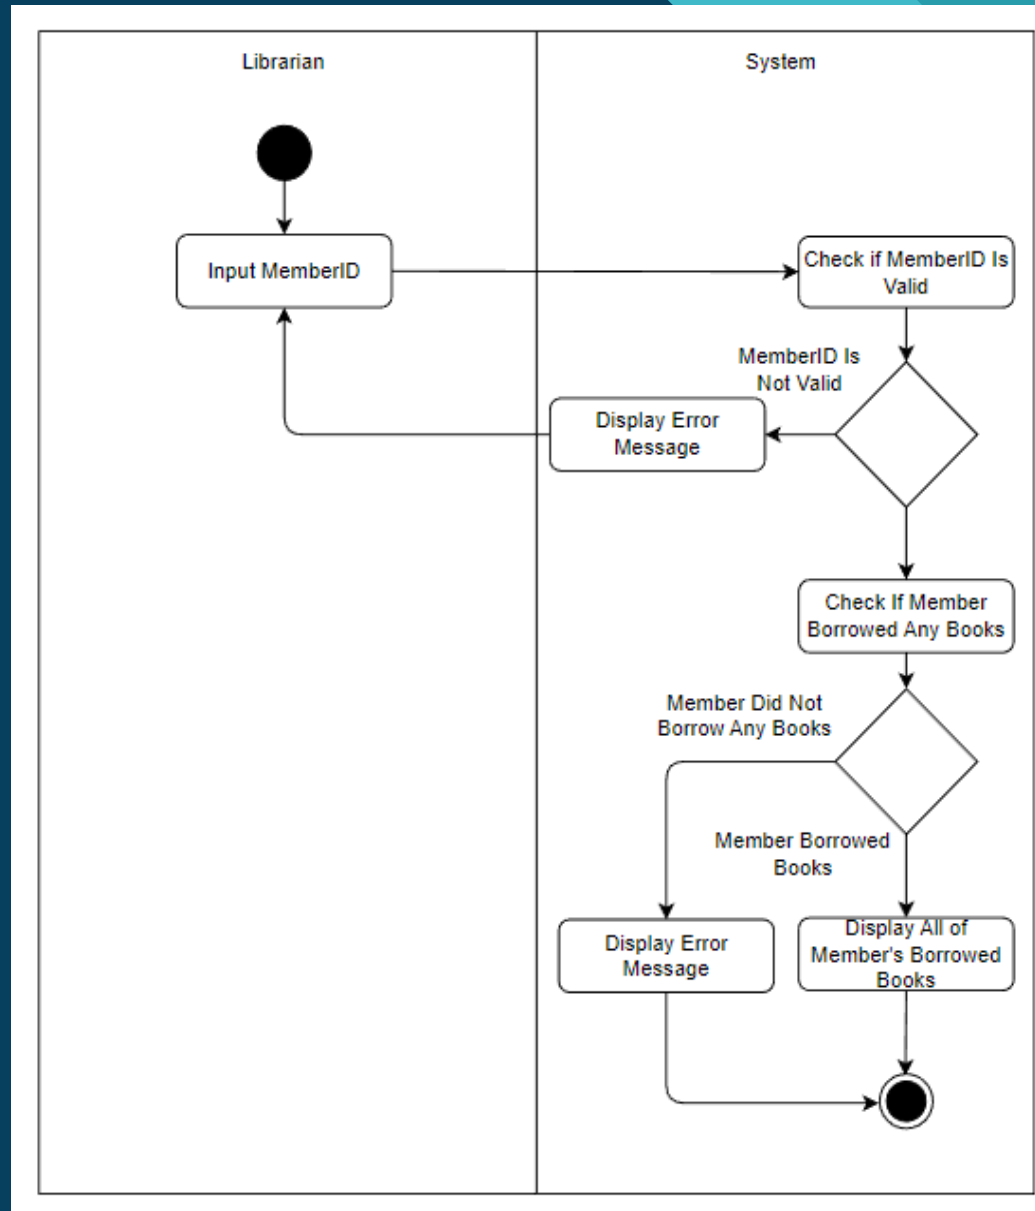 Librarian
System
Input MemberID
Check if MemberID Is
Valid
MemberID Is
Not Valid
Display Error
Message
Check If Member
Borrowed Any Books
Member Did Not
Borrow Any Books
Member Borrowed
Books
Display Error
Message
Display All of
Member's Borrowed
Books